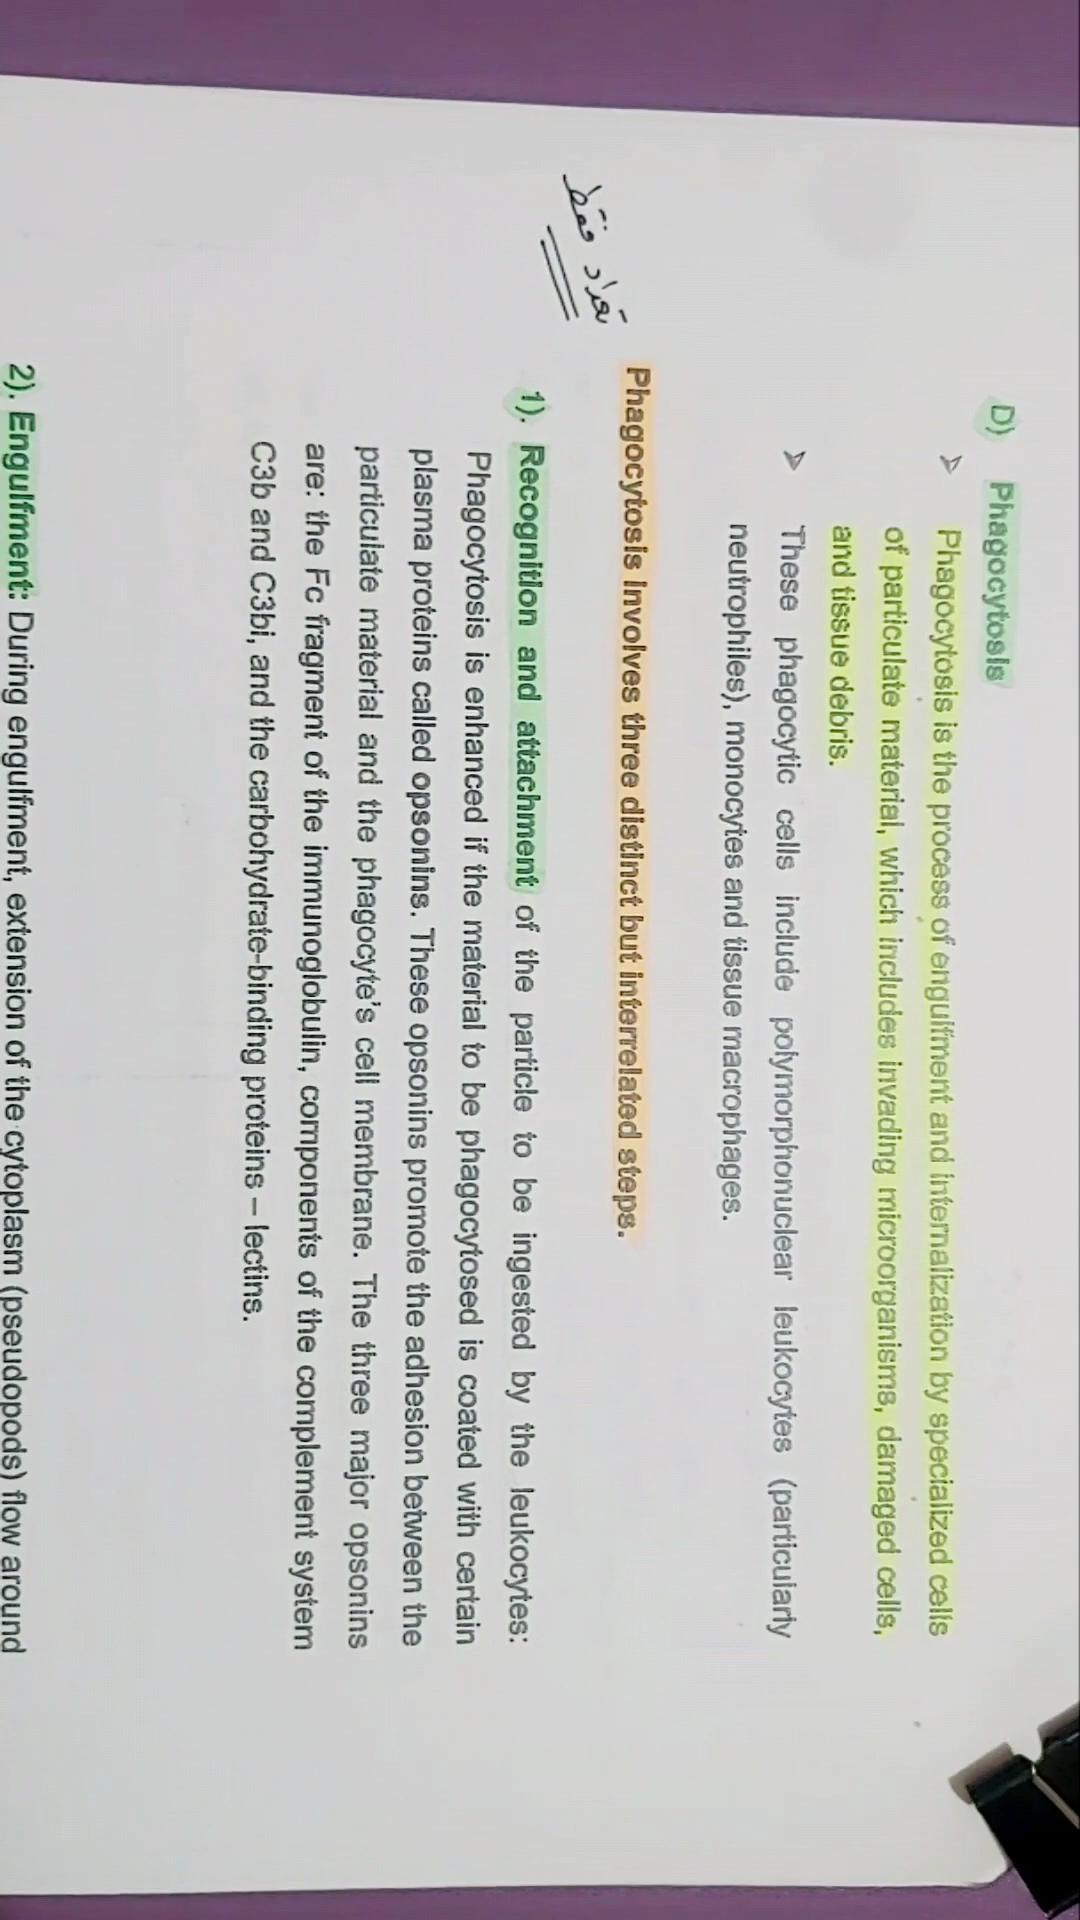 D) Phagocytosis
➢ Phagocytosis is the process of engulfment and internalization by specialized cells
of particulate material, which includes invading microorganisms, damaged cells,
and tissue debris.
➢ These phagocytic cells include polymorphonuclear leukocytes (particularly
neutrophiles), monocytes and tissue macrophages.
تعداد فقط
Phagocytosis involves three distinct but interrelated steps.
1). Recognition and attachment of the particle to be ingested by the leukocytes:
Phagocytosis is enhanced if the material to be phagocytosed is coated with certain
plasma proteins called opsonins. These opsonins promote the adhesion between the
particulate material and the phagocyte's cell membrane. The three major opsonins
are: the Fc fragment of the immunoglobulin, components of the complement system
C3b and C3bi, and the carbohydrate-binding proteins – lectins.
2). Engulfment: During engulfment, extension of the cytoplasm (pseudopods) flow around